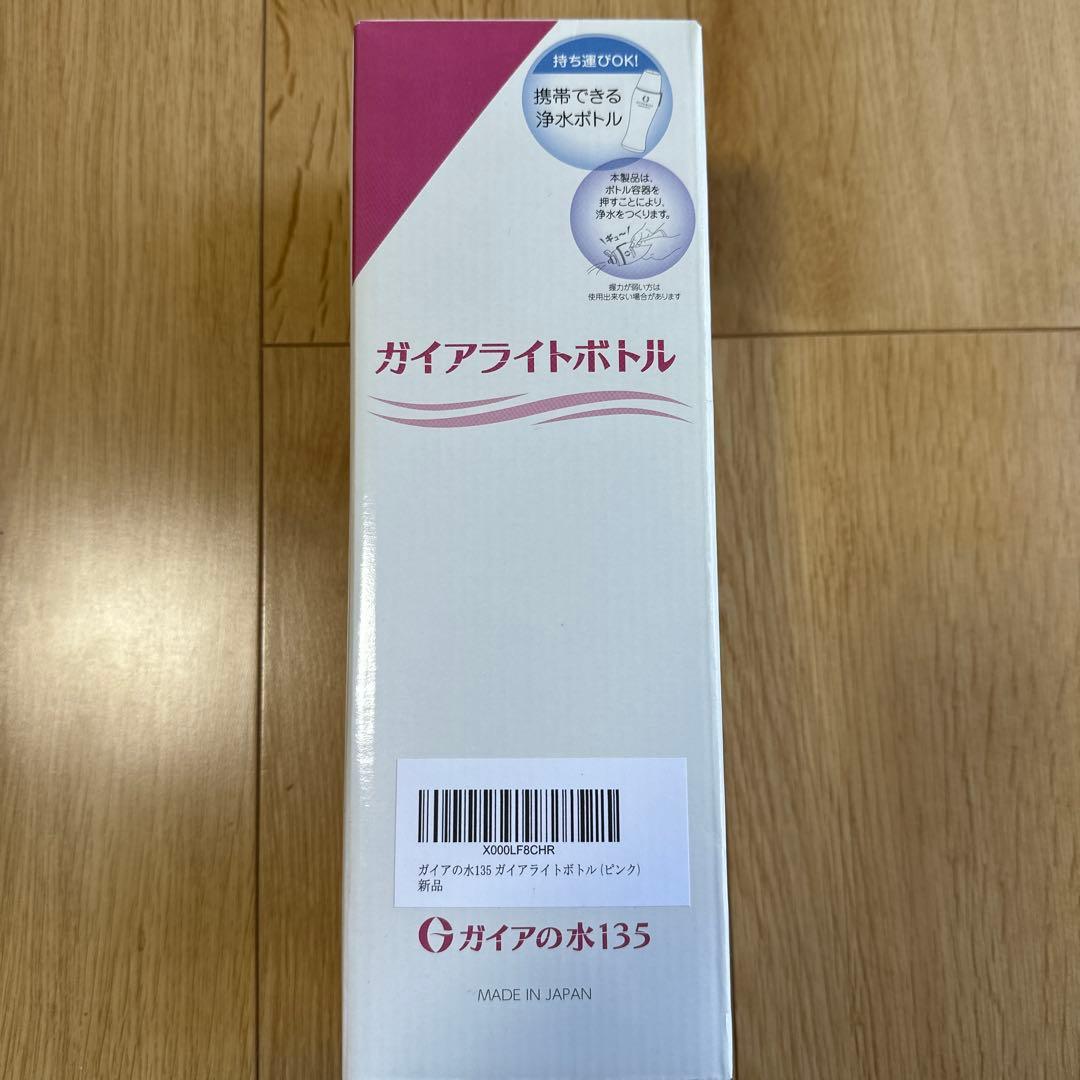 持ち運びOK!
携帯できる
浄水ボトル
本製品は、
ボトル容器を
押すことにより、
浄水をつくります。
\ギュ〜!
握力が弱い方は
使用出来ない場合があります
ガイアライトボトル
X000LF8CHR
ガイアの水135 ガイアライトボトル (ピンク)
新品
ガイアの水135
MADE IN JAPAN